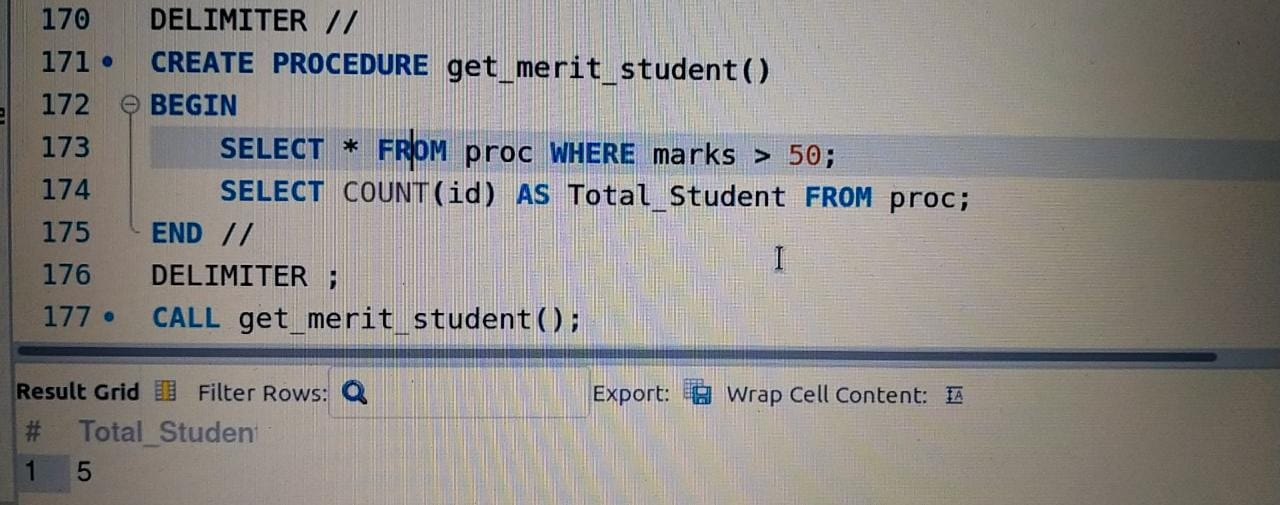 170 DELIMITER //
171 CREATE PROCEDURE get_merit_student()
172 BEGIN
173 SELECT * FROM proc WHERE marks > 50;
174 SELECT COUNT(id) AS Total_Student FROM proc;
175 END //
176 DELIMITER ;
177 CALL get_merit_student();
Result Grid Filter Rows: Export: Wrap Cell Content: IA
# Total_Studen
1 5